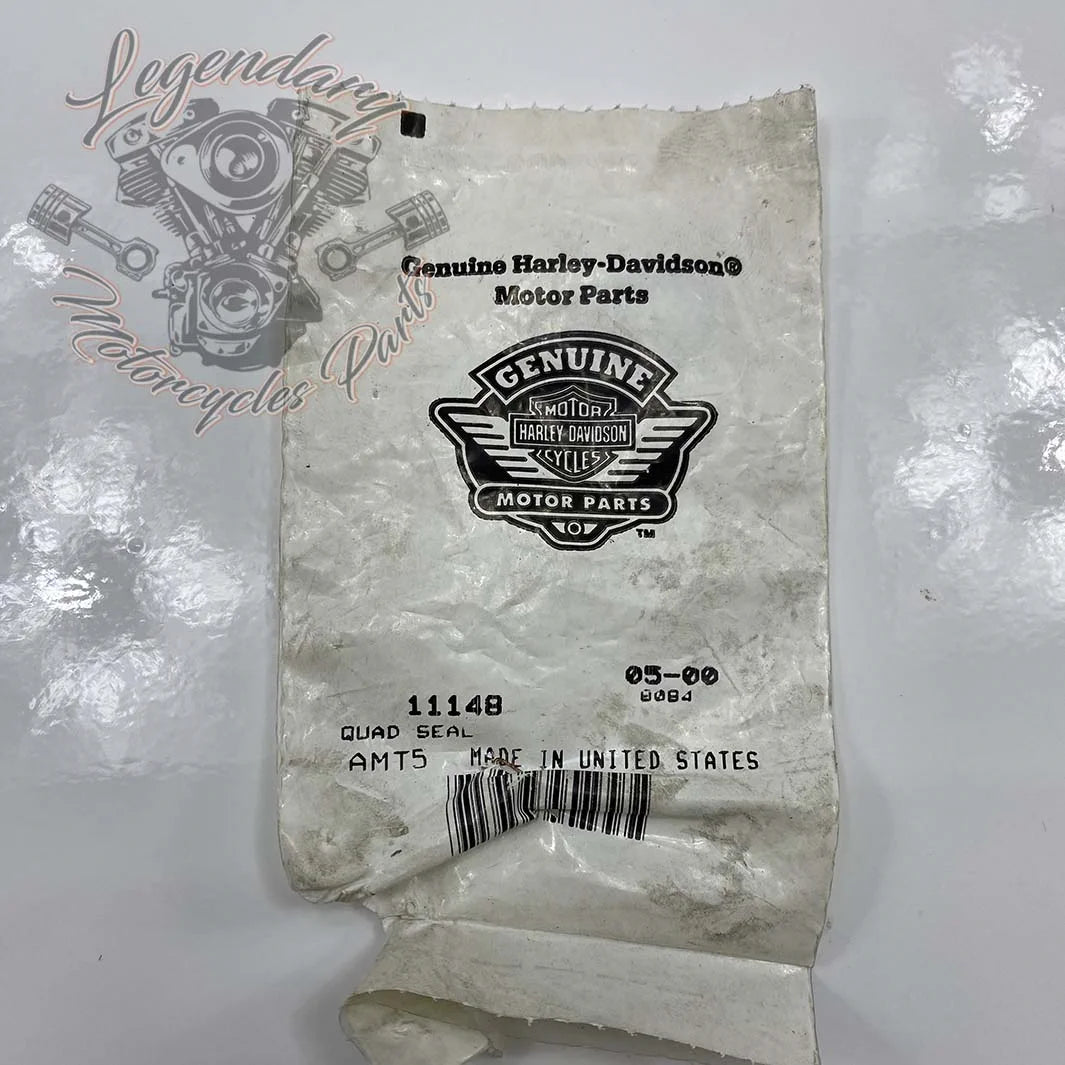 Legendary
Motorcycles Parts
Genuine Harley-Davidson®
Motor Parts
GENUINE
MOTOR
HARLEY-DAVIDSON
CYCLES
MOTOR PARTS
TM
05-00
8084
11148
QUAD SEAL
AMT5 MADE IN UNITED STATES